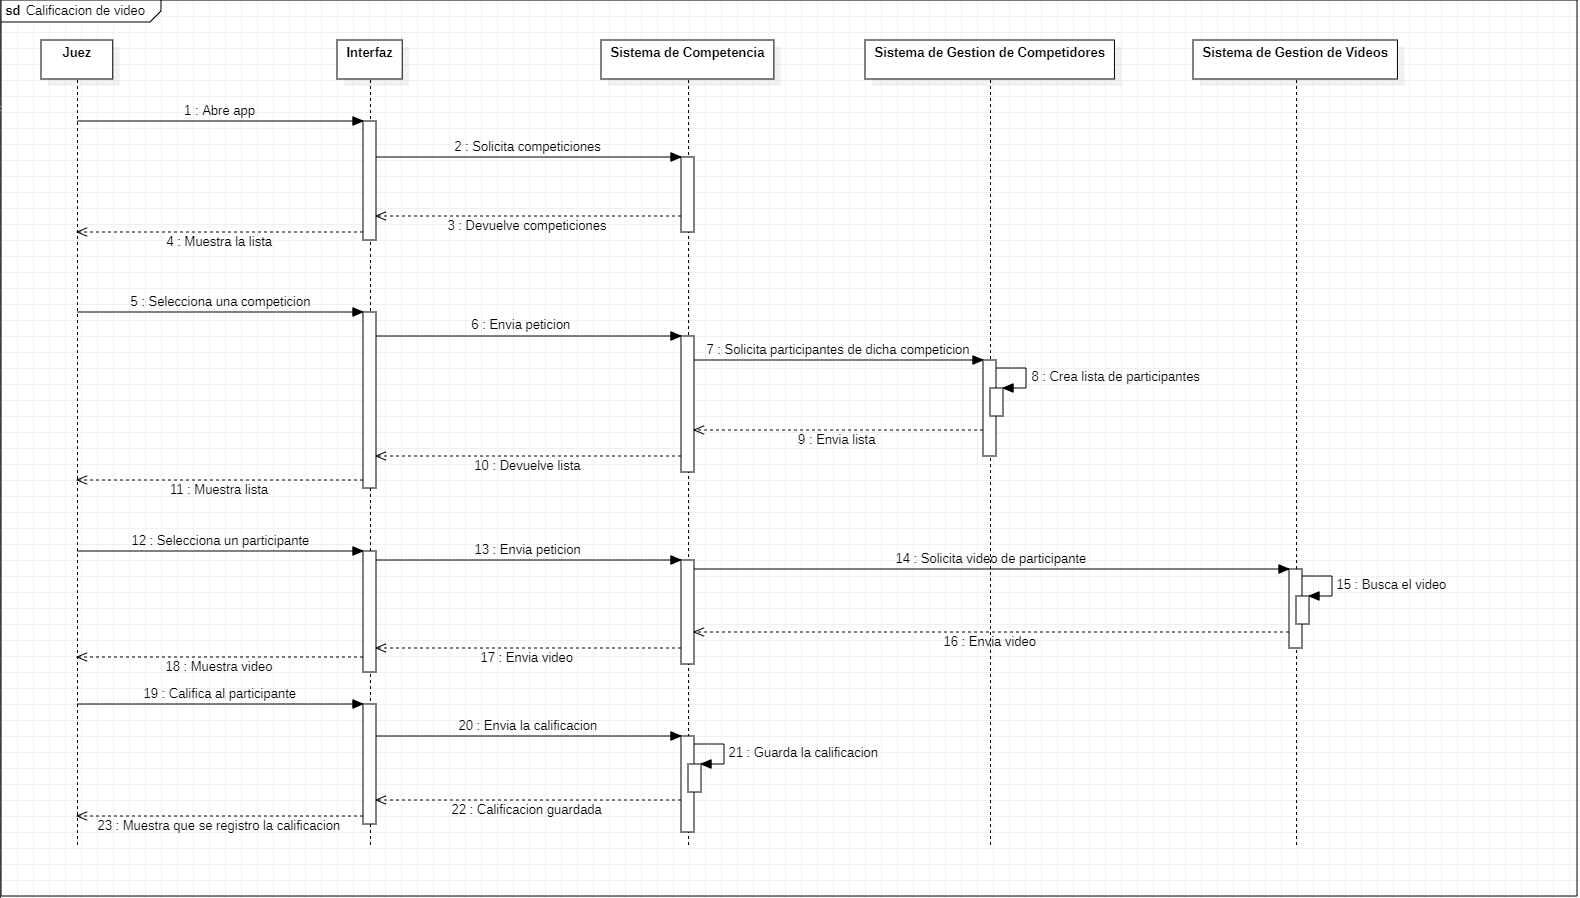 sd Calificacion de video
Juez
Interfaz
Sistema de Competencia
Sistema de Gestion de Competidores
Sistema de Gestion de Videos
1 : Abre app
2 : Solicita competiciones
3 : Devuelve competiciones
4 : Muestra la lista
5 : Selecciona una competicion
6 : Envia peticion
7 : Solicita participantes de dicha competicion
8 : Crea lista de participantes
9 : Envia lista
10 : Devuelve lista
11 : Muestra lista
12 : Selecciona un participante
13 : Envia peticion
14 : Solicita video de participante
15 : Busca el video
16 : Envia video
17 : Envia video
18 : Muestra video
19 : Califica al participante
20 : Envia la calificacion
21 : Guarda la calificacion
22 : Calificacion guardada
23 : Muestra que se registro la calificacion